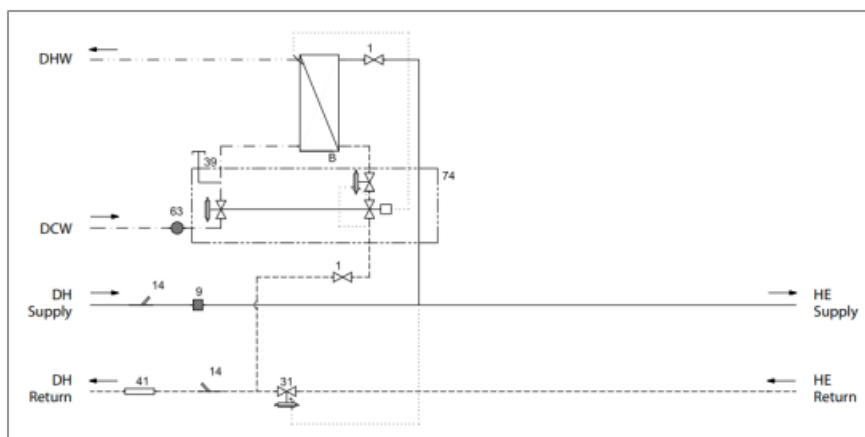 DHW
1
39
B
74
63
DCW
1
DH
Supply
14
9
HE
Supply
DH
Return
41
14
31
HE
Return